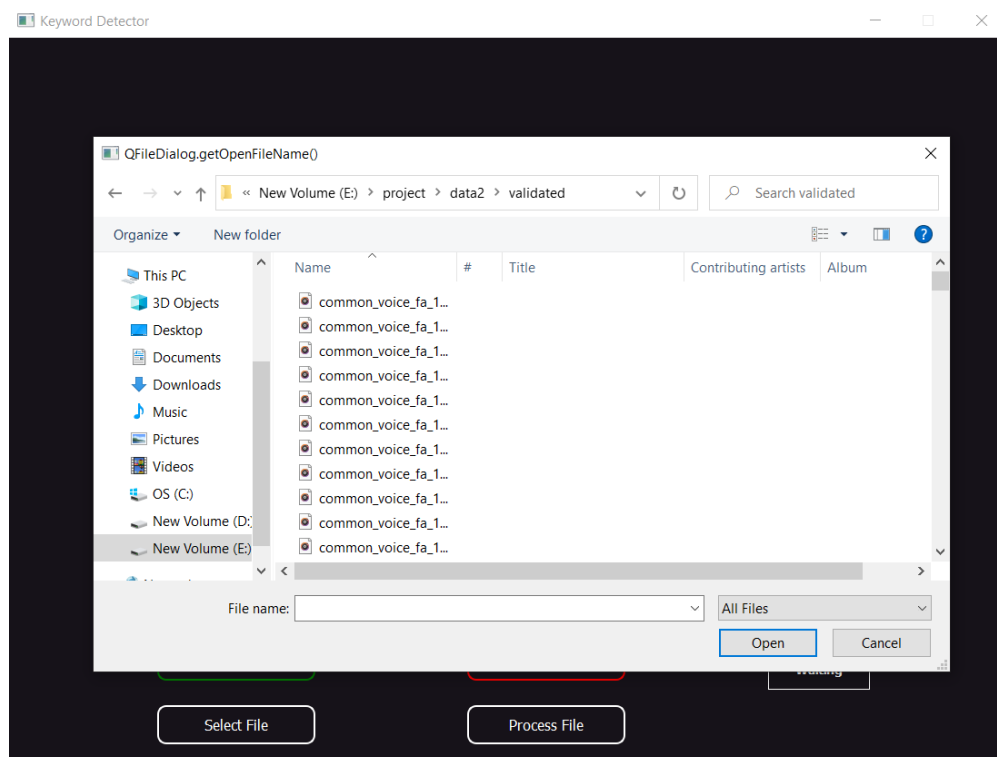 Keyword Detector
QFileDialog.getOpenFileName()
« New Volume (E:) > project > data2 > validated
Search validated
Organize
New folder
?
This PC
3D Objects
Desktop
Documents
Downloads
Music
Pictures
Videos
OS (C:)
New Volume (D:)
New Volume (E:)
Name # Title Contributing artists Album
common_voice_fa_1...
common_voice_fa_1...
common_voice_fa_1...
common_voice_fa_1...
common_voice_fa_1...
common_voice_fa_1...
common_voice_fa_1...
common_voice_fa_1...
common_voice_fa_1...
common_voice_fa_1...
common_voice_fa_1...
File name:
All Files
Open
Cancel
Waiting
Select File
Process File